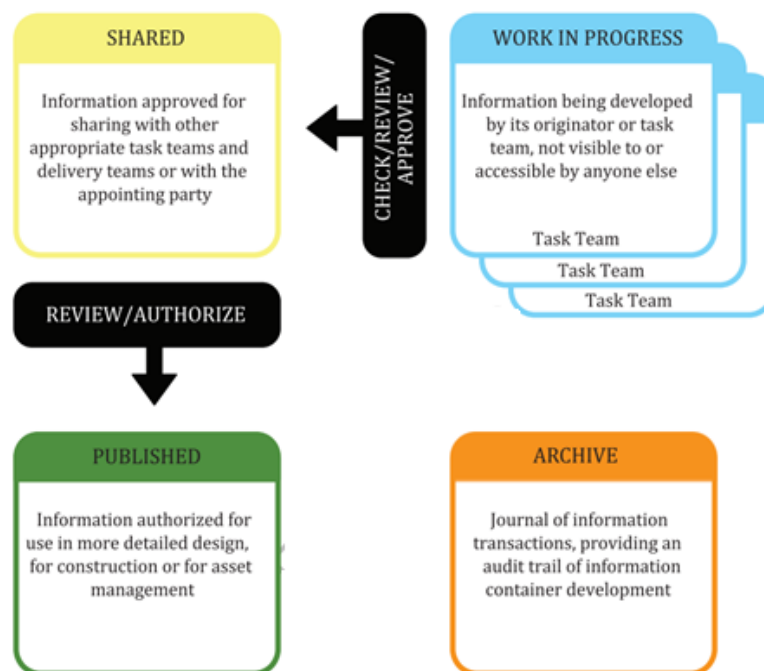 SHARED
Information approved for
sharing with other
appropriate task teams and
delivery teams or with the
appointing party
CHECK/REVIEW/
APPROVE
WORK IN PROGRESS
Information being developed
by its originator or task
team, not visible to or
accessible by anyone else
Task Team
Task Team
Task Team
REVIEW/AUTHORIZE
PUBLISHED
Information authorized for
use in more detailed design,
for construction or for asset
management
ARCHIVE
Journal of information
transactions, providing an
audit trail of information
container development